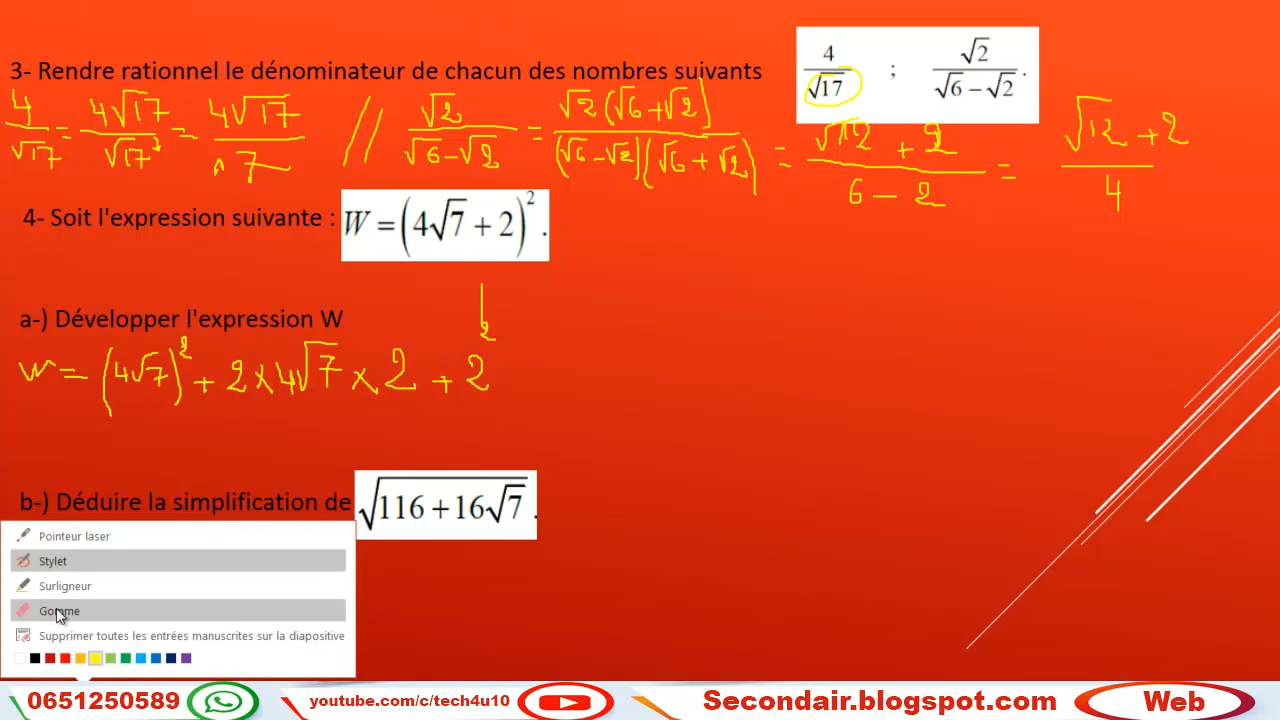 3- Rendre rationnel le dénominateur de chacun des nombres suivants 4/√17 ; √2/(√6 − √2).
4/√17 = 4√17/√17² = 4√17/17 // √2/(√6−√2) = √2(√6+√2)/(√6−√2)(√6+√2) = (√12 + 2)/(6 − 2) = (√12 + 2)/4
4- Soit l'expression suivante : W = (4√7 + 2)².
a-) Développer l'expression W
W = (4√7)² + 2×4√7 × 2 + 2²
b-) Déduire la simplification de √(116 + 16√7).
Pointeur laser
Stylet
Surligneur
Gomme
Supprimer toutes les entrées manuscrites sur la diapositive
0651250589
youtube.com/c/tech4u10
Secondair.blogspot.com
Web